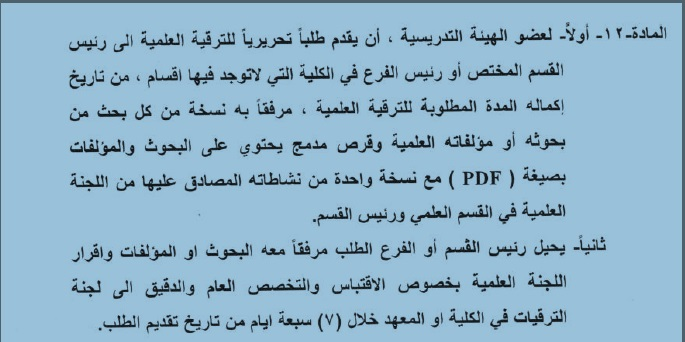 المادة-١٢- أولاً- لعضو الهيئة التدريسية ، أن يقدم طلباً تحريرياً للترقية العلمية الى رئيس
القسم المختص أو رئيس الفرع في الكلية التي لاتوجد فيها اقسام ، من تاريخ
إكماله المدة المطلوبة للترقية العلمية ، مرفقاً به نسخة من كل بحث من
بحوثه أو مؤلفاته العلمية وقرص مدمج يحتوي على البحوث والمؤلفات
بصيغة ( PDF ) مع نسخة واحدة من نشاطاته المصادق عليها من اللجنة
العلمية في القسم العلمي ورئيس القسم.
ثانياً- يحيل رئيس القسم أو الفرع الطلب مرفقاً معه البحوث او المؤلفات واقرار
اللجنة العلمية بخصوص الاقتباس والتخصص العام والدقيق الى لجنة
الترقيات في الكلية او المعهد خلال (٧) سبعة ايام من تاريخ تقديم الطلب.